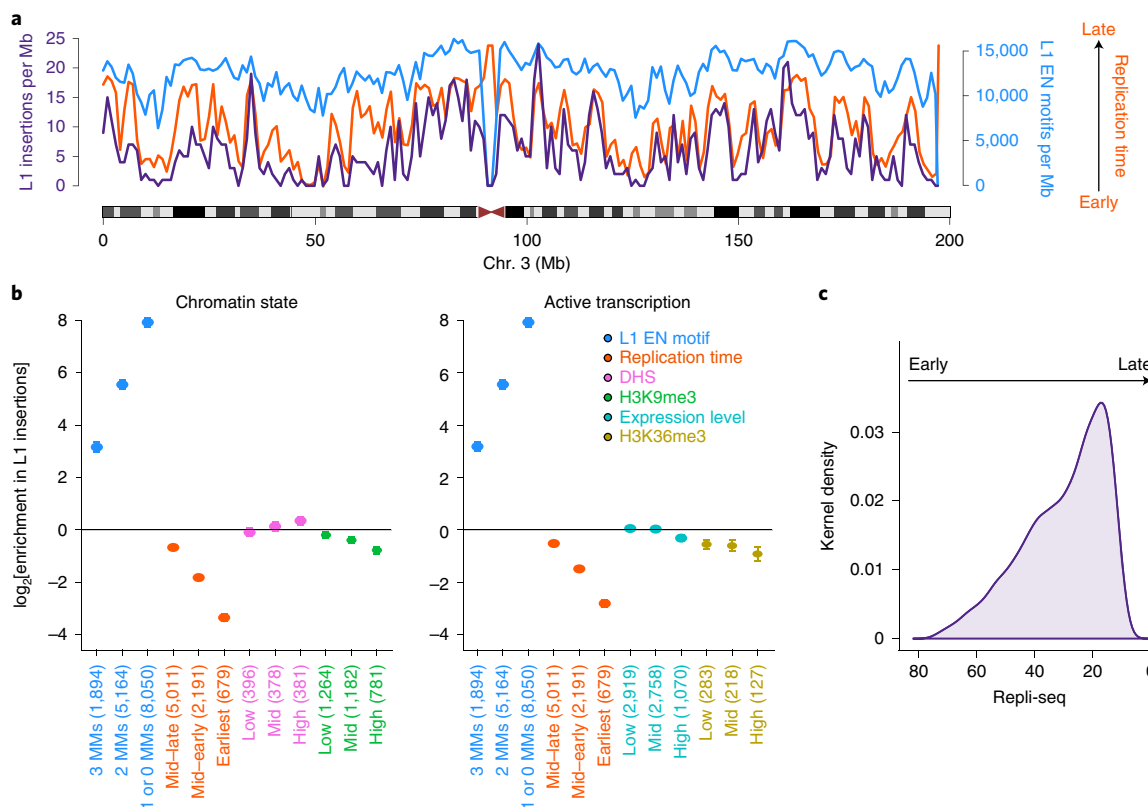 a
L1 insertions per Mb
25
20
15
10
5
0
15,000
10,000
5,000
0
L1 EN motifs per Mb
Late
Replication time
Early
0
50
100
150
200
Chr. 3 (Mb)
b
Chromatin state
log2[enrichment in L1 insertions]
8
6
4
2
0
–2
–4
3 MMs (1,894)
2 MMs (5,164)
1 or 0 MMs (8,050)
Mid–late (5,011)
Mid–early (2,191)
Earliest (679)
Low (396)
Mid (378)
High (381)
Low (1,264)
Mid (1,182)
High (781)
Active transcription
8
6
4
2
0
–2
–4
L1 EN motif
Replication time
DHS
H3K9me3
Expression level
H3K36me3
3 MMs (1,894)
2 MMs (5,164)
1 or 0 MMs (8,050)
Mid–late (5,011)
Mid–early (2,191)
Earliest (679)
Low (2,919)
Mid (2,758)
High (1,070)
Low (283)
Mid (218)
High (127)
c
Early
Late
Kernel density
0.03
0.02
0.01
0
80
60
40
20
Repli-seq